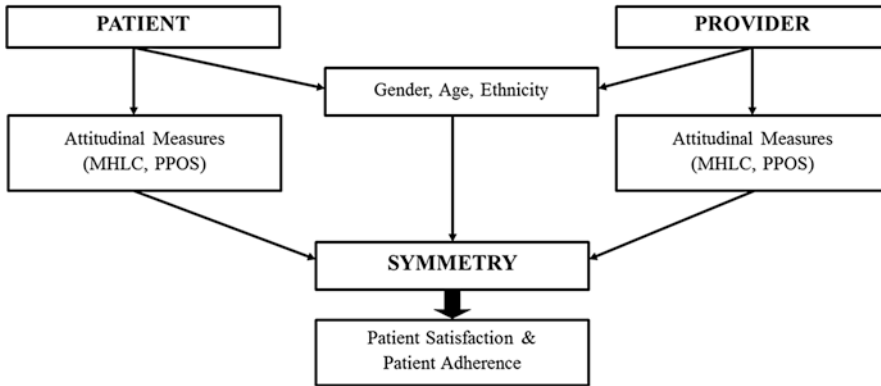 PATIENT
PROVIDER
Gender, Age, Ethnicity
Attitudinal Measures
(MHLC, PPOS)
Attitudinal Measures
(MHLC, PPOS)
SYMMETRY
Patient Satisfaction &
Patient Adherence